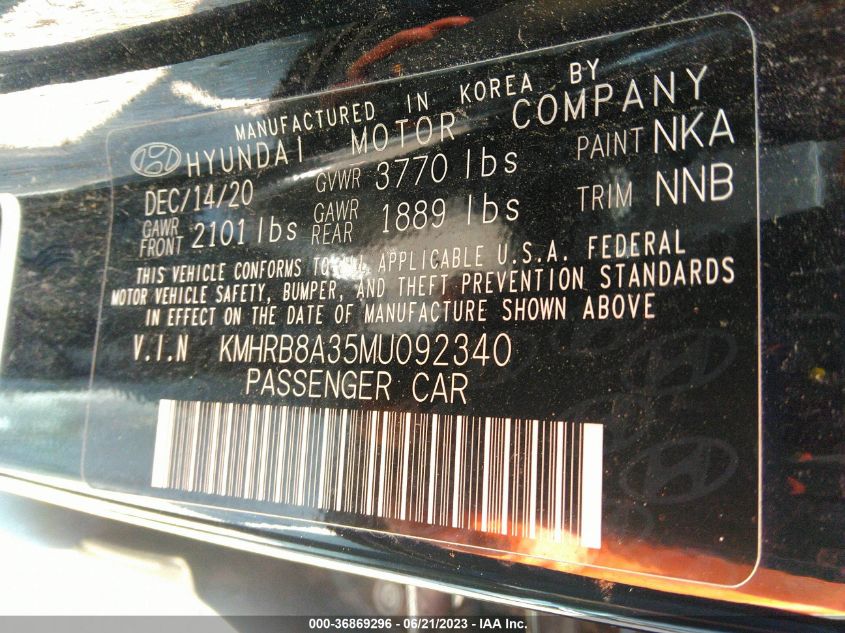 MANUFACTURED IN KOREA BY
HYUNDAI MOTOR COMPANY
DEC/14/20 GVWR 3770 lbs PAINT NKA
GAWR FRONT 2101 lbs GAWR REAR 1889 lbs TRIM NNB
THIS VEHICLE CONFORMS TO ALL APPLICABLE U.S.A. FEDERAL
MOTOR VEHICLE SAFETY, BUMPER, AND THEFT PREVENTION STANDARDS
IN EFFECT ON THE DATE OF MANUFACTURE SHOWN ABOVE
V.I.N KMHRB8A35MU092340
PASSENGER CAR
000-36869296 - 06/21/2023 - IAA Inc.